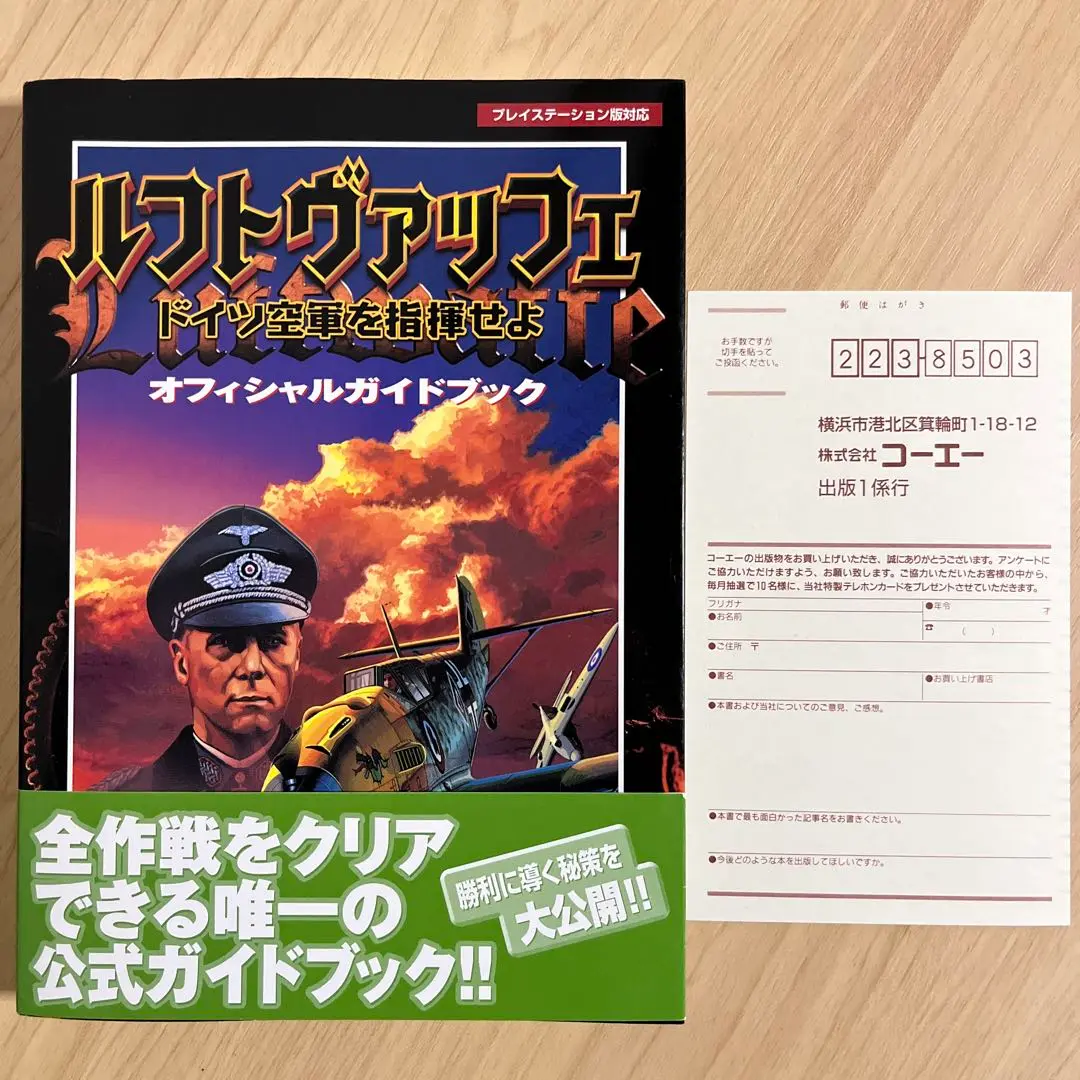 プレイステーション版対応
ルフトヴァッフェ
Luftwaffe
ドイツ空軍を指揮せよ
オフィシャルガイドブック
全作戦をクリア
できる唯一の
公式ガイドブック!!
勝利に導く秘策を
大公開!!
郵便はがき
お手数ですが
切手を貼って
ご投函ください。
223-8503
横浜市港北区箕輪町1-18-12
株式会社 コーエー
出版1係行
コーエーの出版物をお買い上げいただき、誠にありがとうございます。アンケートに
ご協力いただけますよう、お願い致します。ご協力いただいたお客様の中から、
毎月抽選で10名様に、当社特製テレホンカードをプレゼントさせていただきます。
フリガナ
●お名前
●年令 才
☎ ( )
●ご住所 〒
●書名
●お買い上げ書店
●本書および当社についてのご意見、ご感想。
●本書で最も面白かった記事名をお書きください。
●今後どのような本を出版してほしいですか。